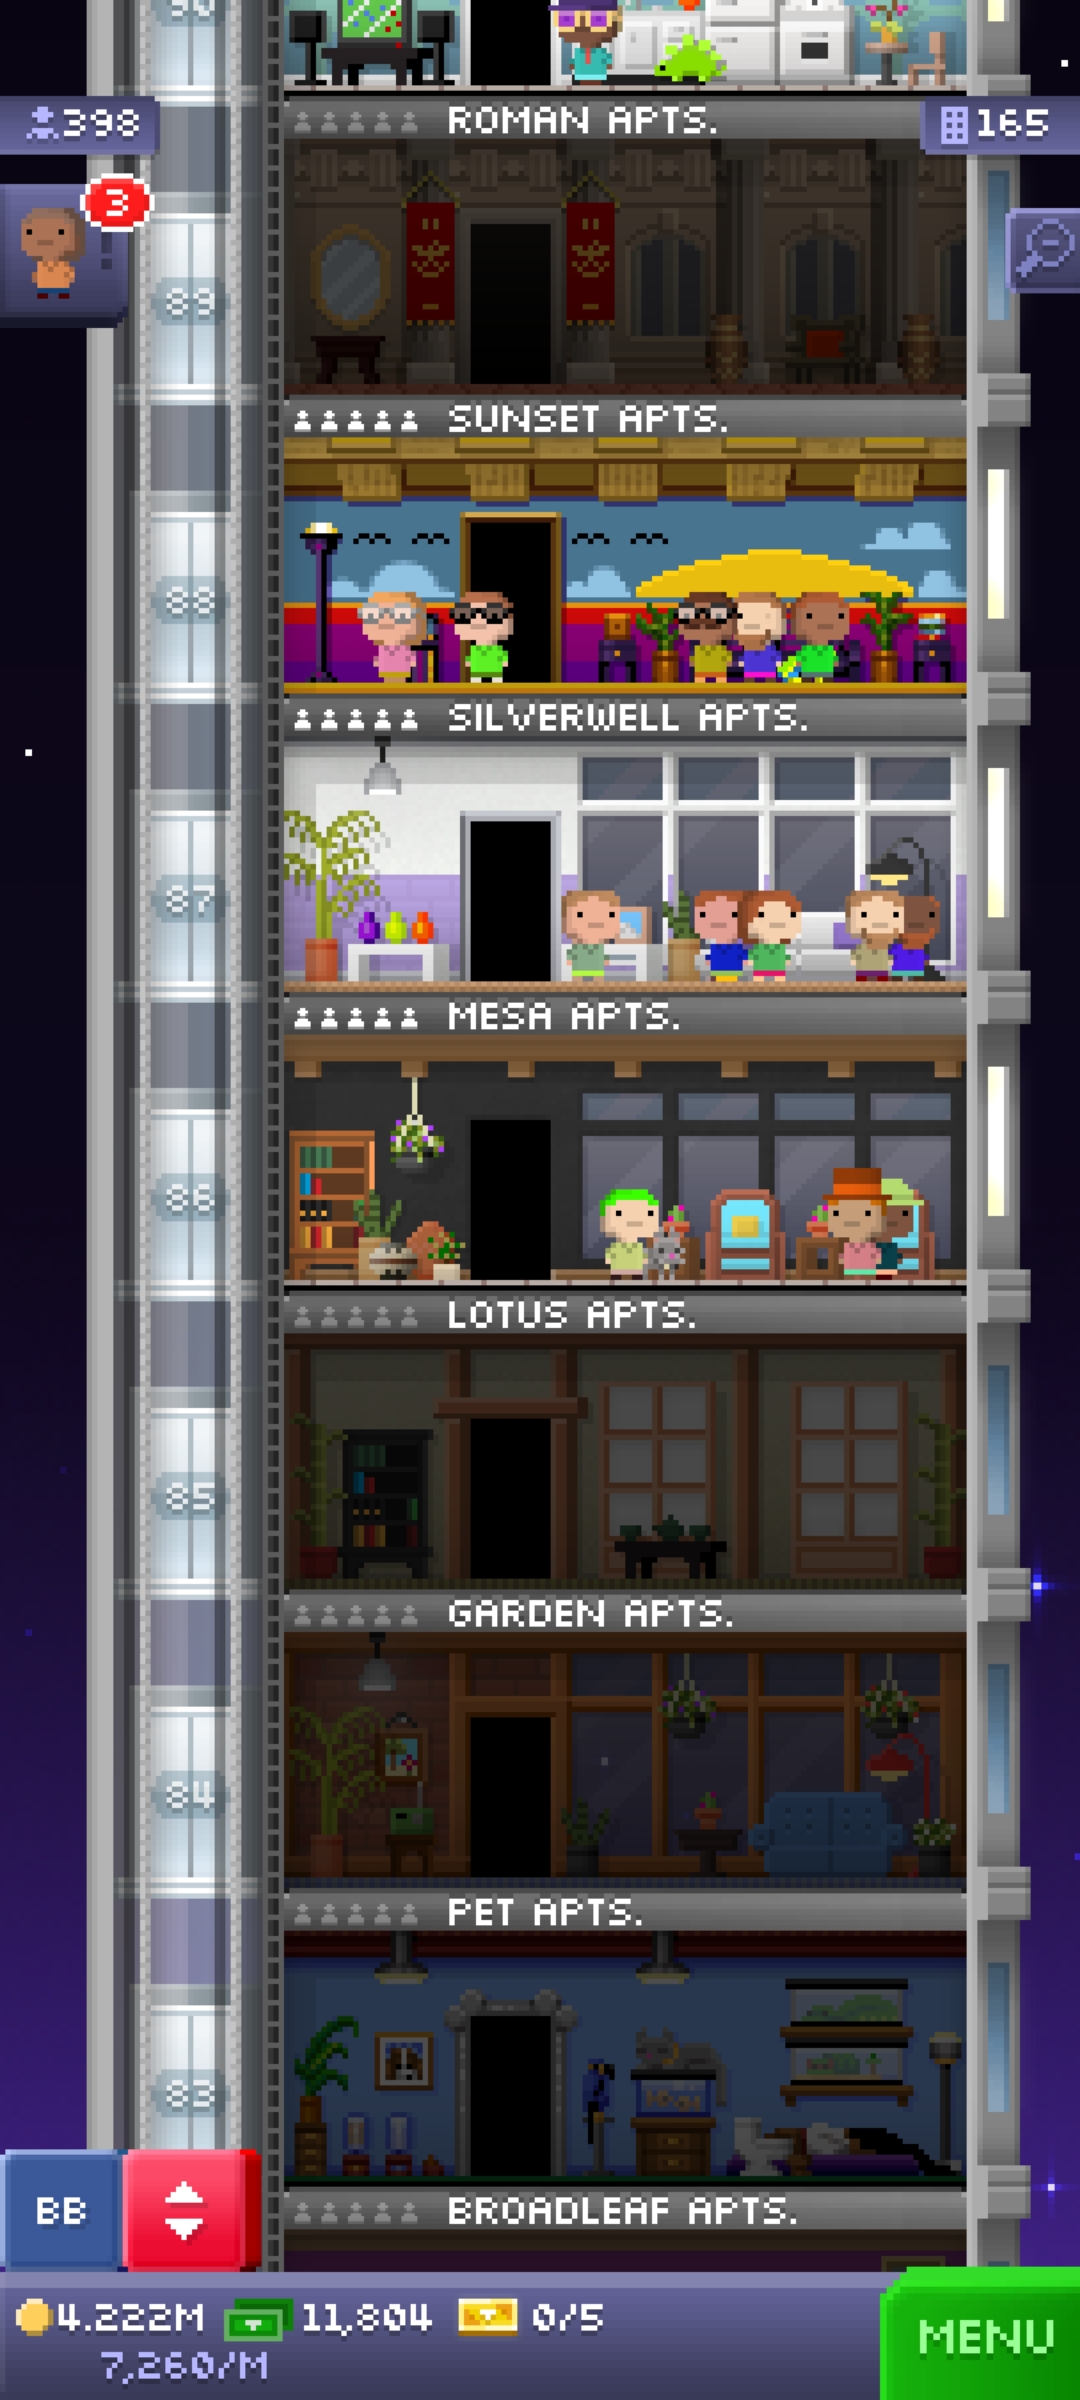 90
ROMAN APTS.
398
165
3
89
SUNSET APTS.
88
SILVERWELL APTS.
87
MESA APTS.
86
LOTUS APTS.
85
GARDEN APTS.
84
PET APTS.
83
BB
BROADLEAF APTS.
4.222M 11,804 0/5
7,260/M
MENU